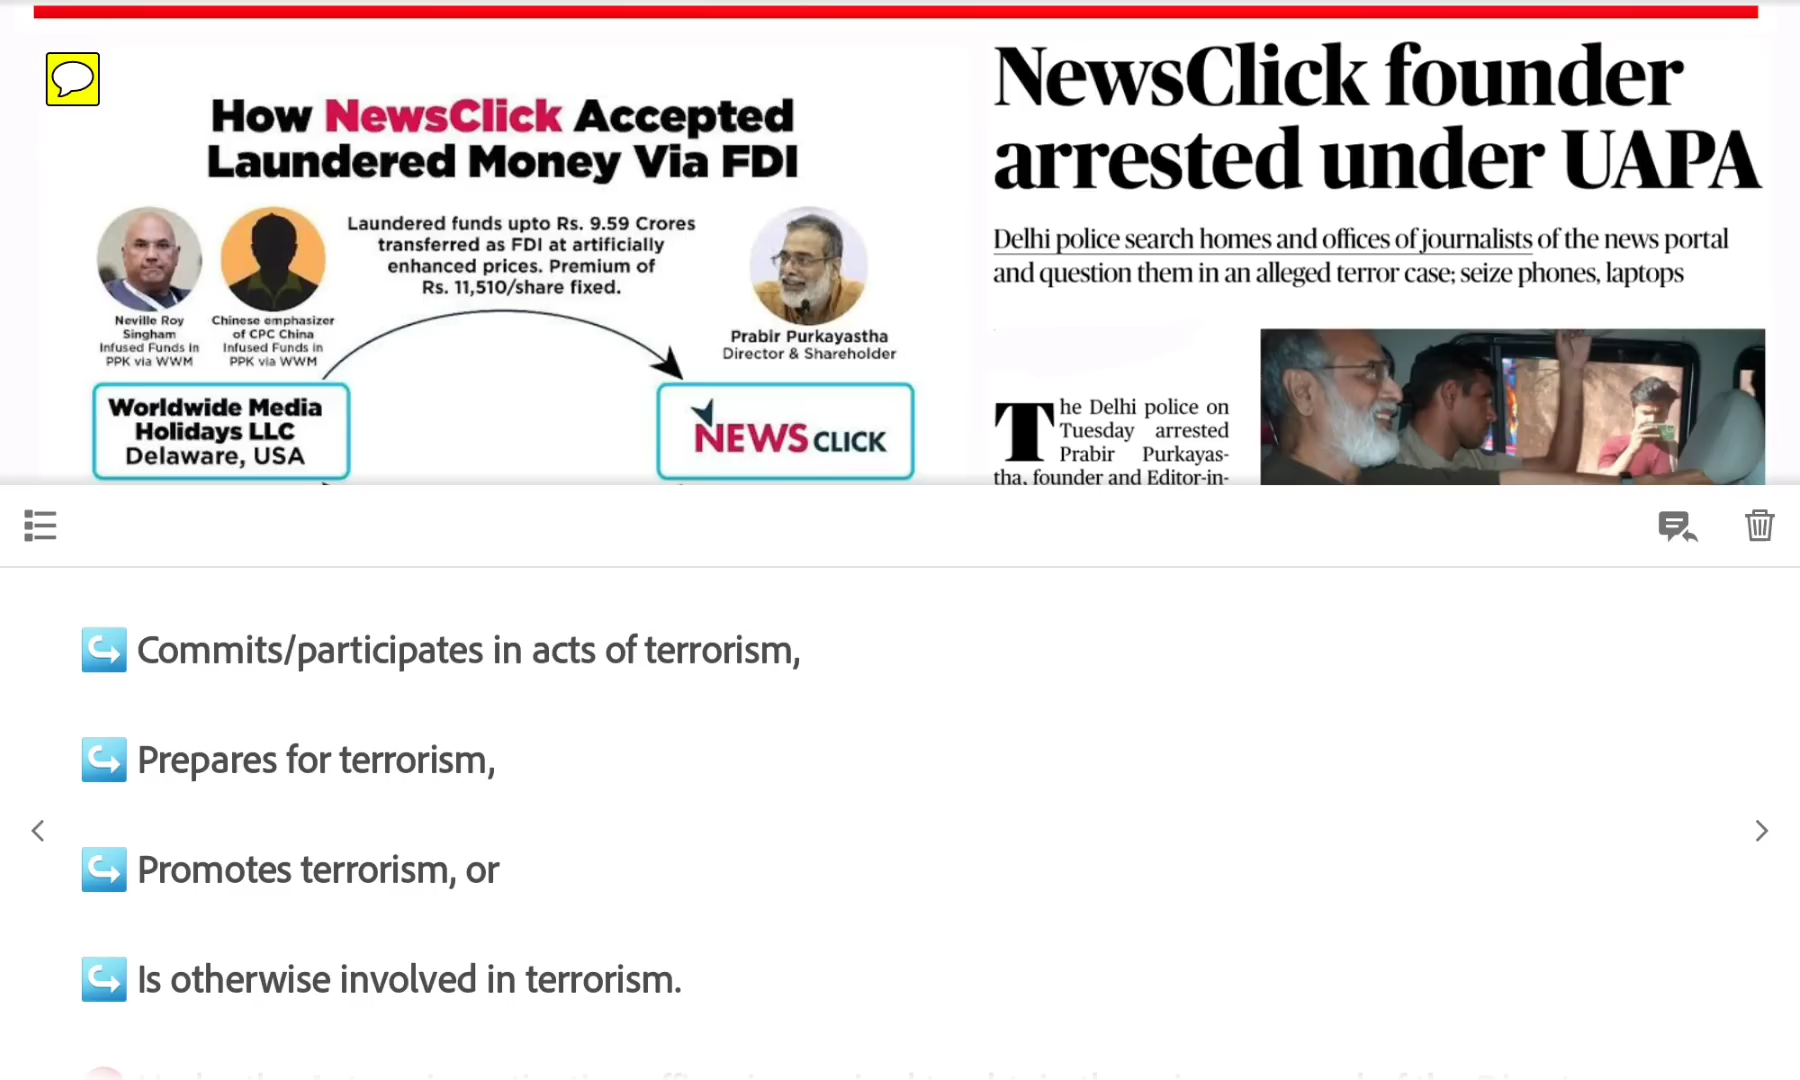 How NewsClick Accepted
Laundered Money Via FDI
Laundered funds upto Rs. 9.59 Crores
transferred as FDI at artificially
enhanced prices. Premium of
Rs. 11,510/share fixed.
Neville Roy
Singham
Infused Funds in
PPK via WWM
Chinese emphasizer
of CPC China
Infused Funds in
PPK via WWM
Prabir Purkayastha
Director & Shareholder
Worldwide Media
Holidays LLC
Delaware, USA
NEWS CLICK
NewsClick founder
arrested under UAPA
Delhi police search homes and offices of journalists of the news portal
and question them in an alleged terror case; seize phones, laptops
The Delhi police on
Tuesday arrested
Prabir Purkayas-
tha, founder and Editor-in-
Commits/participates in acts of terrorism,
Prepares for terrorism,
Promotes terrorism, or
Is otherwise involved in terrorism.